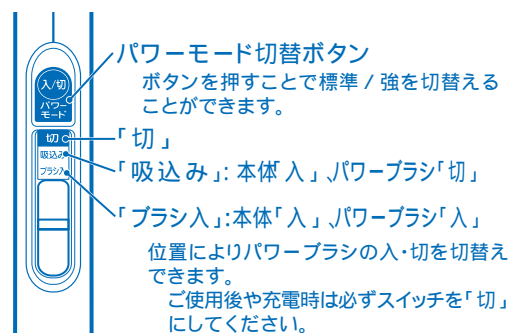 入/切
パワー
モード
切
吸込み
ブラシ入
パワーモード切替ボタン
ボタンを押すことで標準 / 強を切替える
ことができます。
「切」
「吸込み」: 本体「入」、パワーブラシ「切」
「ブラシ入」:本体「入」、パワーブラシ「入」
位置によりパワーブラシの入・切を切替え
できます。
ご使用後や充電時は必ずスイッチを「切」
にしてください。